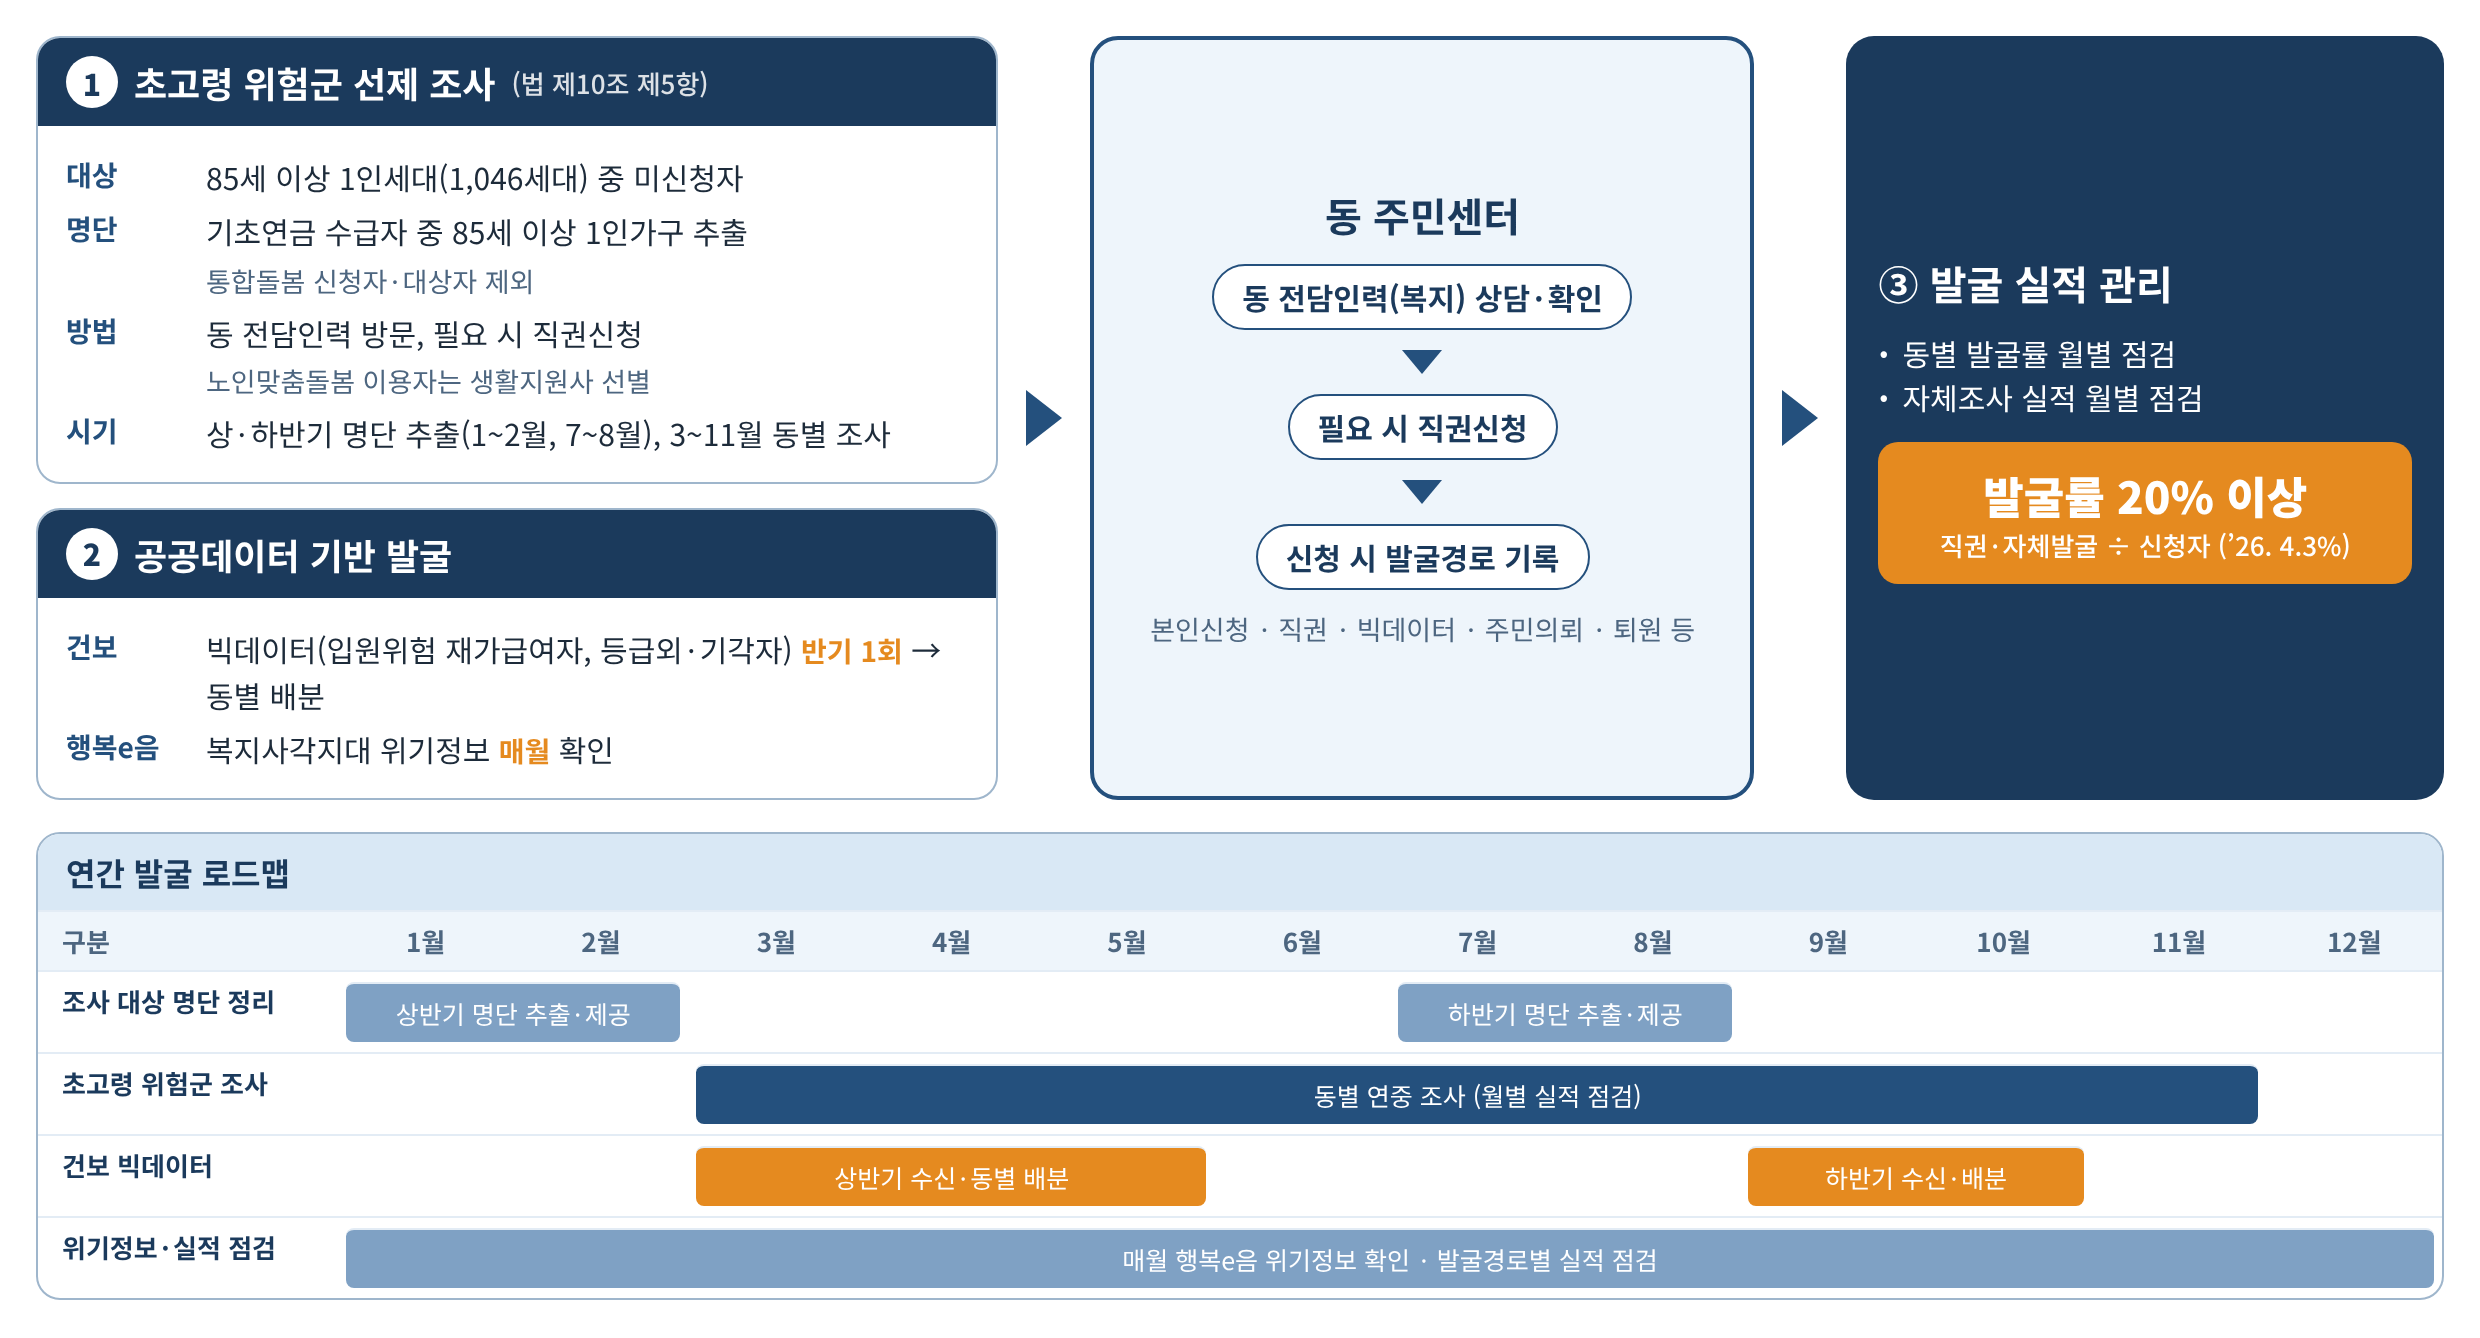 1 초고령 위험군 선제 조사 (법 제10조 제5항)
대상 85세 이상 1인세대(1,046세대) 중 미신청자
명단 기초연금 수급자 중 85세 이상 1인가구 추출
통합돌봄 신청자·대상자 제외
방법 동 전담인력 방문, 필요 시 직권신청
노인맞춤돌봄 이용자는 생활지원사 선별
시기 상·하반기 명단 추출(1~2월, 7~8월), 3~11월 동별 조사
2 공공데이터 기반 발굴
건보 빅데이터(입원위험 재가급여자, 등급외·기각자) 반기 1회 →
동별 배분
행복e음 복지사각지대 위기정보 매월 확인
동 주민센터
동 전담인력(복지) 상담·확인
필요 시 직권신청
신청 시 발굴경로 기록
본인신청 · 직권 · 빅데이터 · 주민의뢰 · 퇴원 등
③ 발굴 실적 관리
• 동별 발굴률 월별 점검
• 자체조사 실적 월별 점검
발굴률 20% 이상
직권·자체발굴 ÷ 신청자 (’26. 4.3%)
연간 발굴 로드맵
구분 1월 2월 3월 4월 5월 6월 7월 8월 9월 10월 11월 12월
조사 대상 명단 정리 상반기 명단 추출·제공 하반기 명단 추출·제공
초고령 위험군 조사 동별 연중 조사 (월별 실적 점검)
건보 빅데이터 상반기 수신·동별 배분 하반기 수신·배분
위기정보·실적 점검 매월 행복e음 위기정보 확인 · 발굴경로별 실적 점검